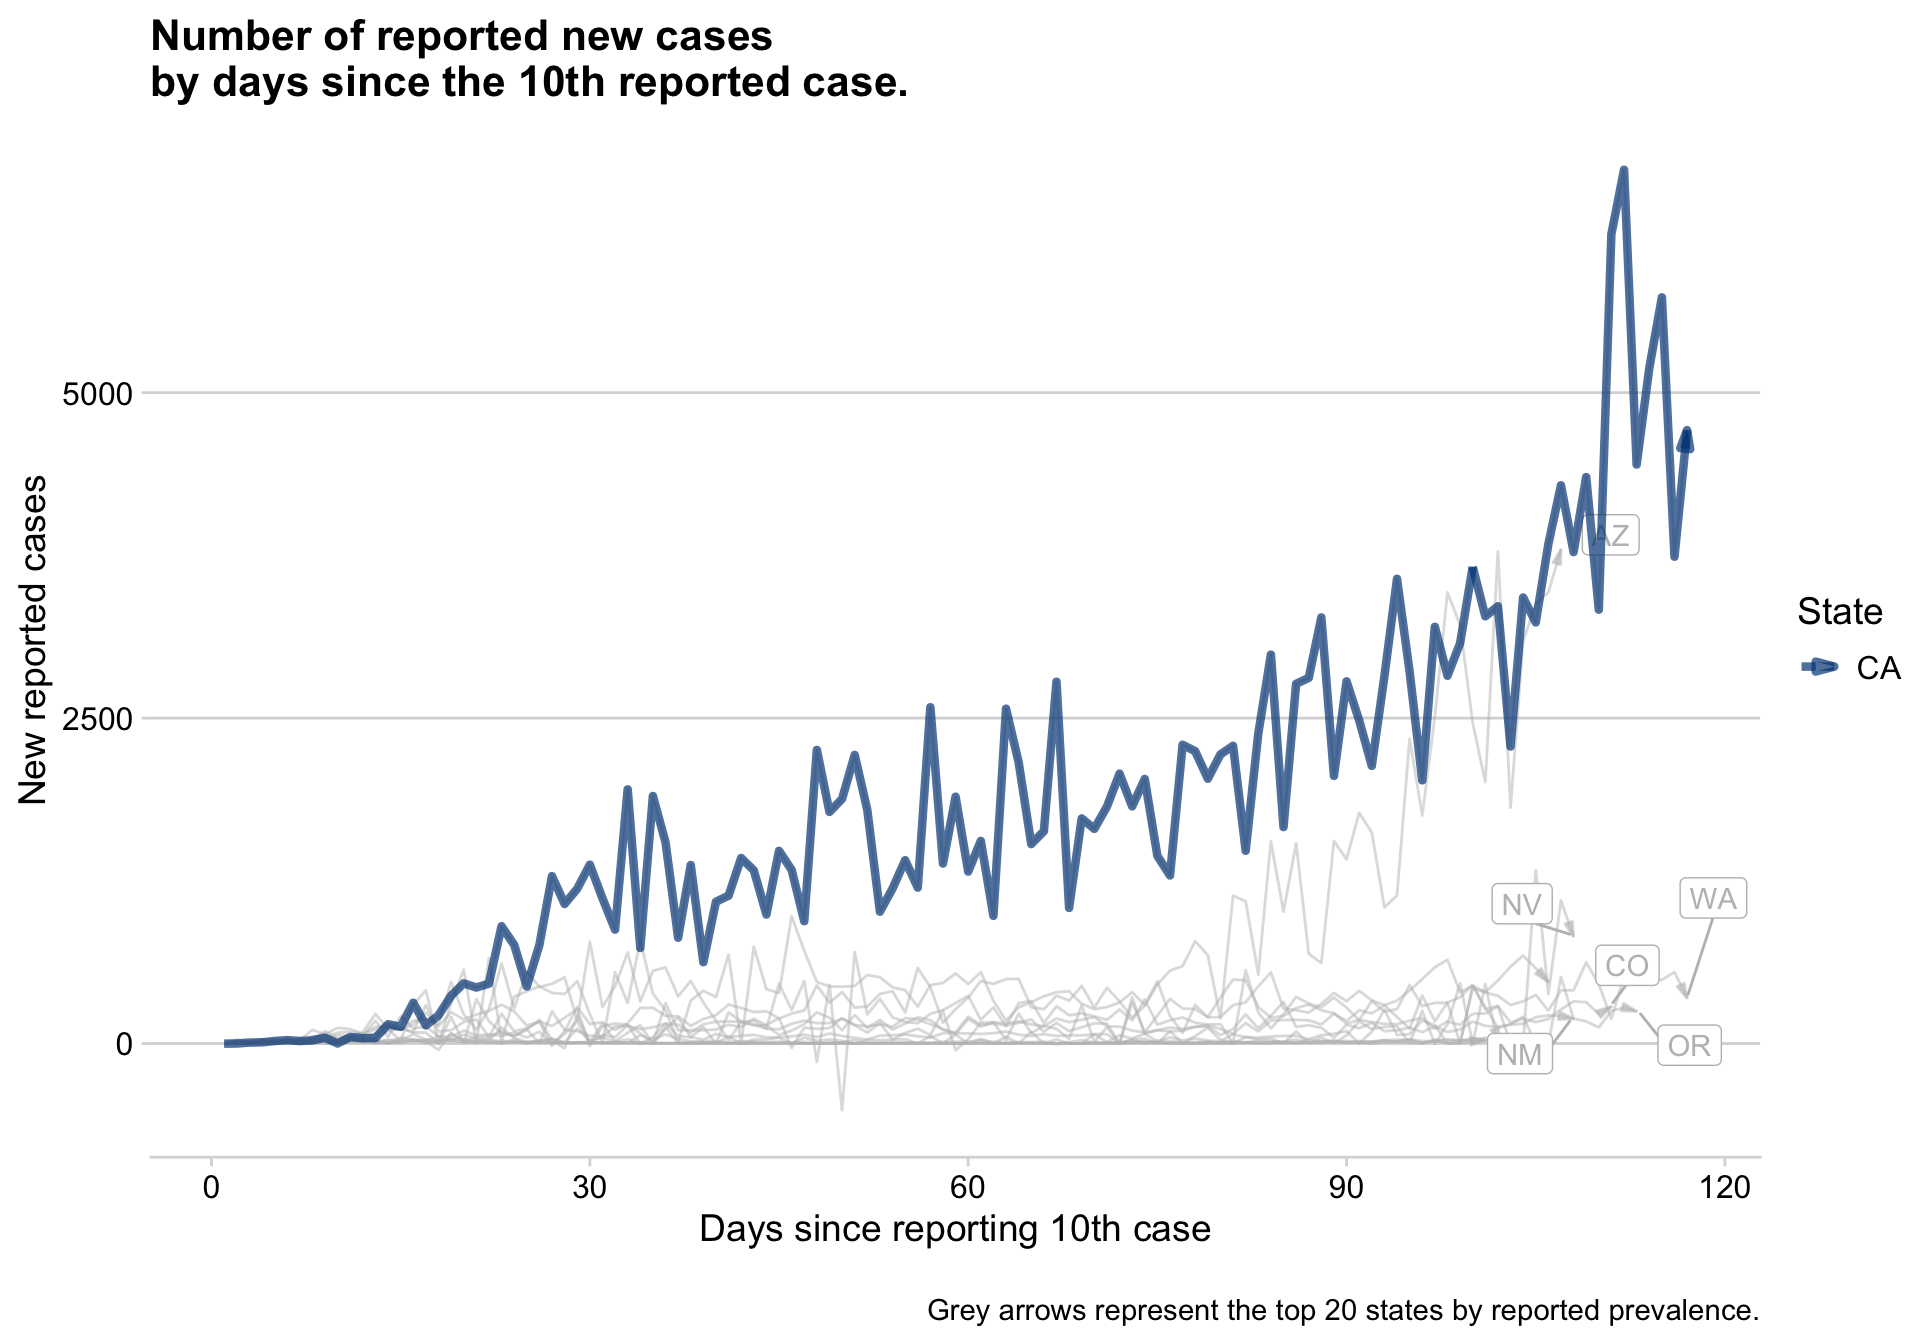 Number of reported new cases
by days since the 10th reported case.
New reported cases
5000
2500
0
AZ
NV
WA
CO
NM
OR
State
CA
0 30 60 90 120
Days since reporting 10th case
Grey arrows represent the top 20 states by reported prevalence.